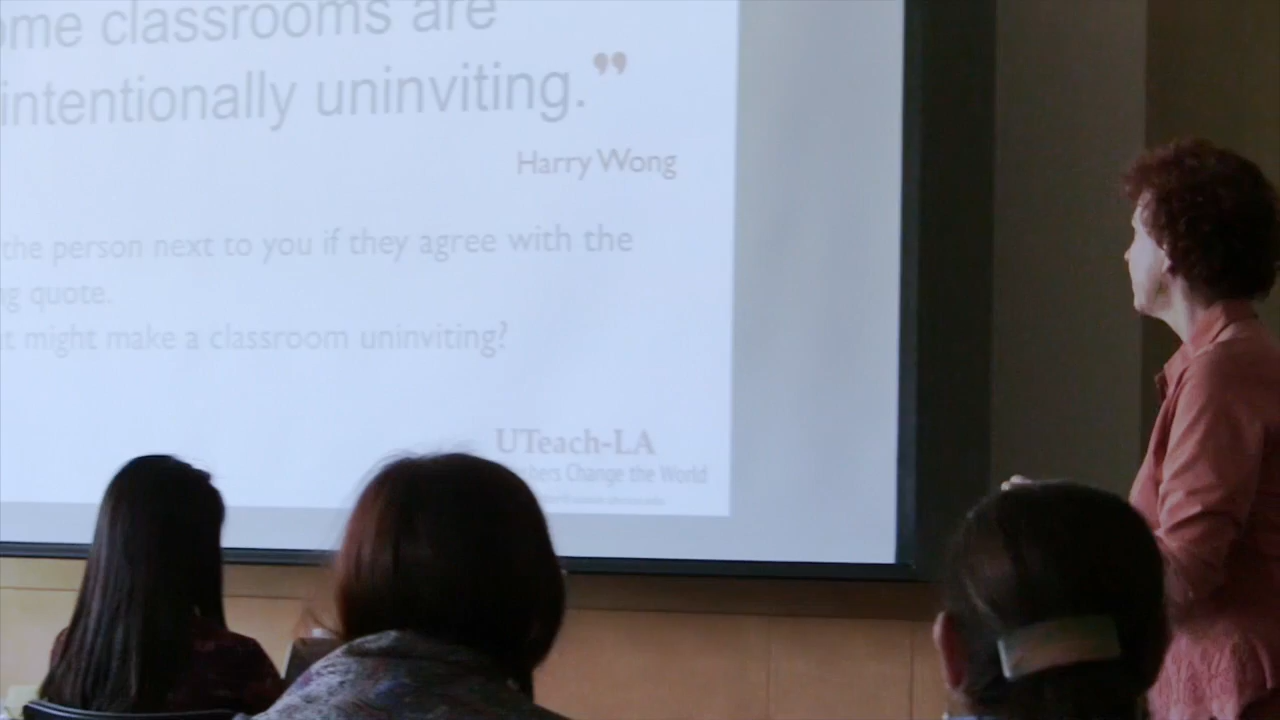 ome classrooms are
intentionally uninviting.”
Harry Wong
the person next to you if they agree with the
ng quote.
t might make a classroom uninviting?
UTeach-LA
Change the World